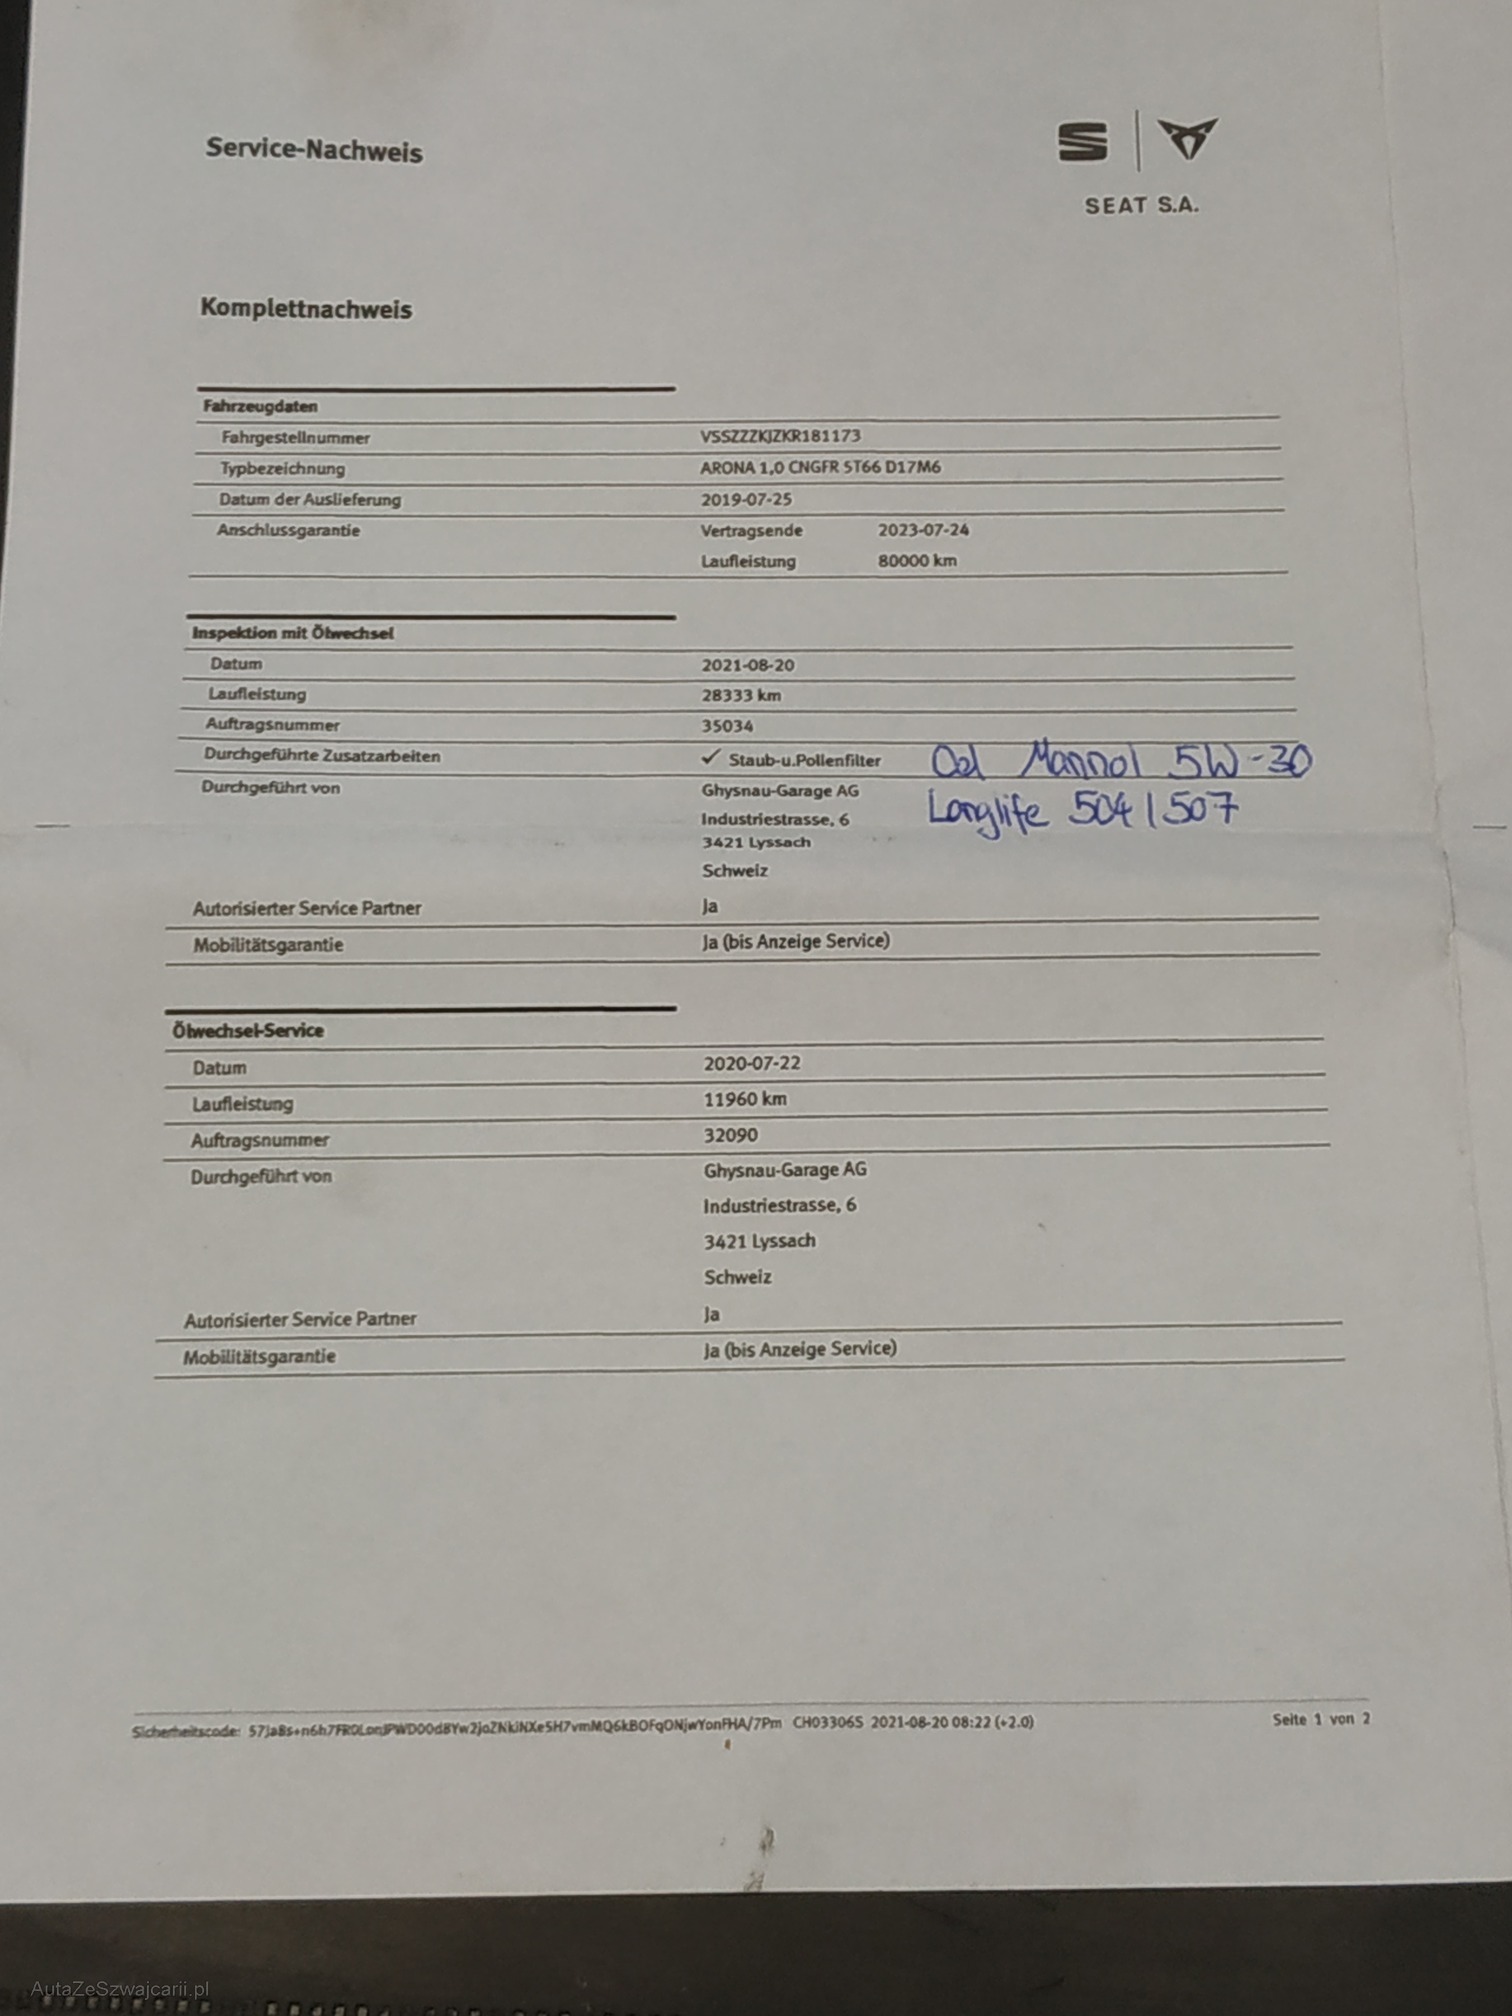 Service-Nachweis
SEAT S.A.
Komplettnachweis
Fahrzeugdaten
Fahrgestellnummer VSSZZZKJZKR181173
Typbezeichnung ARONA 1,0 CNGFR 5T66 D17M6
Datum der Auslieferung 2019-07-25
Anschlussgarantie Vertragsende 2023-07-24
Laufleistung 80000 km
Inspektion mit Ölwechsel
Datum 2021-08-20
Laufleistung 28333 km
Auftragsnummer 35034
Durchgeführte Zusatzarbeiten ✓ Staub-u.Pollenfilter Oel Mannol 5W-30
Durchgeführt von Ghysnau-Garage AG Longlife 504/507
Industriestrasse, 6
3421 Lyssach
Schweiz
Autorisierter Service Partner Ja
Mobilitätsgarantie Ja (bis Anzeige Service)
Ölwechsel-Service
Datum 2020-07-22
Laufleistung 11960 km
Auftragsnummer 32090
Durchgeführt von Ghysnau-Garage AG
Industriestrasse, 6
3421 Lyssach
Schweiz
Autorisierter Service Partner Ja
Mobilitätsgarantie Ja (bis Anzeige Service)
Sicherheitscode: CH03306S 2021-08-20 08:22 (+2.0) Seite 1 von 2
AutaZeSzwajcarii.pl